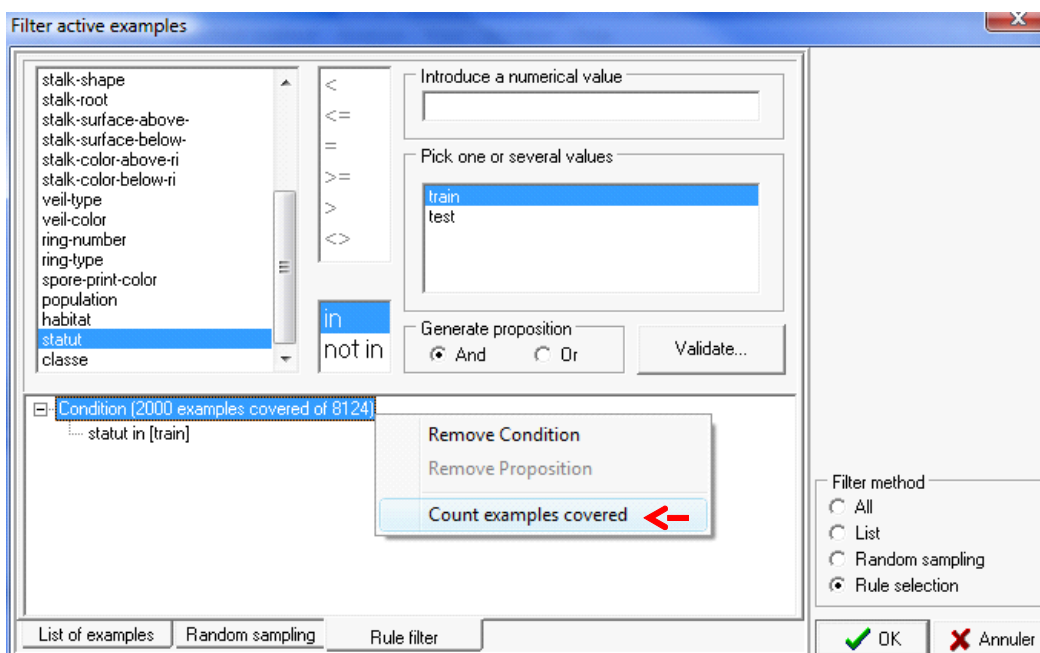 Filter active examples
stalk-shape
stalk-root
stalk-surface-above-
stalk-surface-below-
stalk-color-above-ri
stalk-color-below-ri
veil-type
veil-color
ring-number
ring-type
spore-print-color
population
habitat
statut
classe
<
<=
=
>=
>
<>
in
not in
Introduce a numerical value
Pick one or several values
train
test
Generate proposition
And
Or
Validate...
Condition (2000 examples covered of 8124)
statut in [train]
Remove Condition
Remove Proposition
Count examples covered
Filter method
All
List
Random sampling
Rule selection
List of examples
Random sampling
Rule filter
OK
Annuler